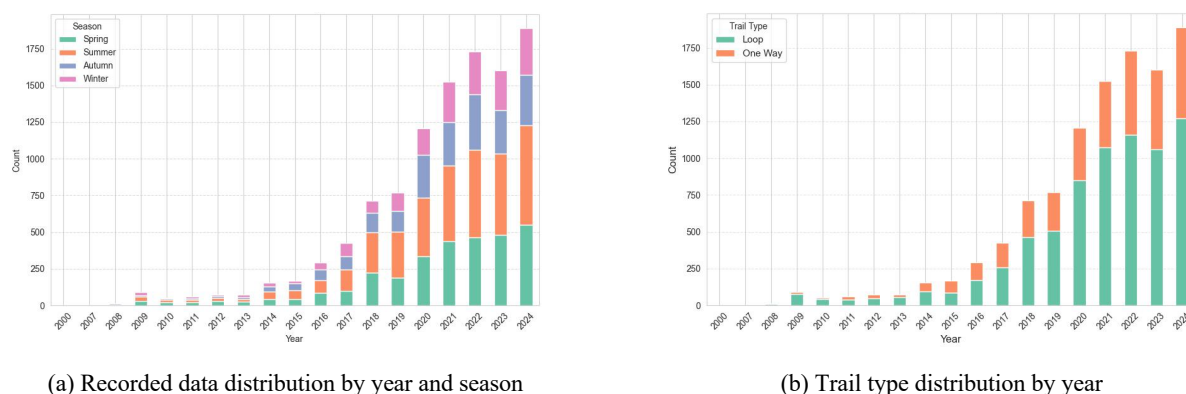 Season
Spring
Summer
Autumn
Winter
1750
1500
1250
1000
750
500
250
0
Count
2000 2007 2008 2009 2010 2011 2012 2013 2014 2015 2016 2017 2018 2019 2020 2021 2022 2023 2024
Year
(a) Recorded data distribution by year and season
Trail Type
Loop
One Way
1750
1500
1250
1000
750
500
250
0
Count
2000 2007 2008 2009 2010 2011 2012 2013 2014 2015 2016 2017 2018 2019 2020 2021 2022 2023
Year
(b) Trail type distribution by year